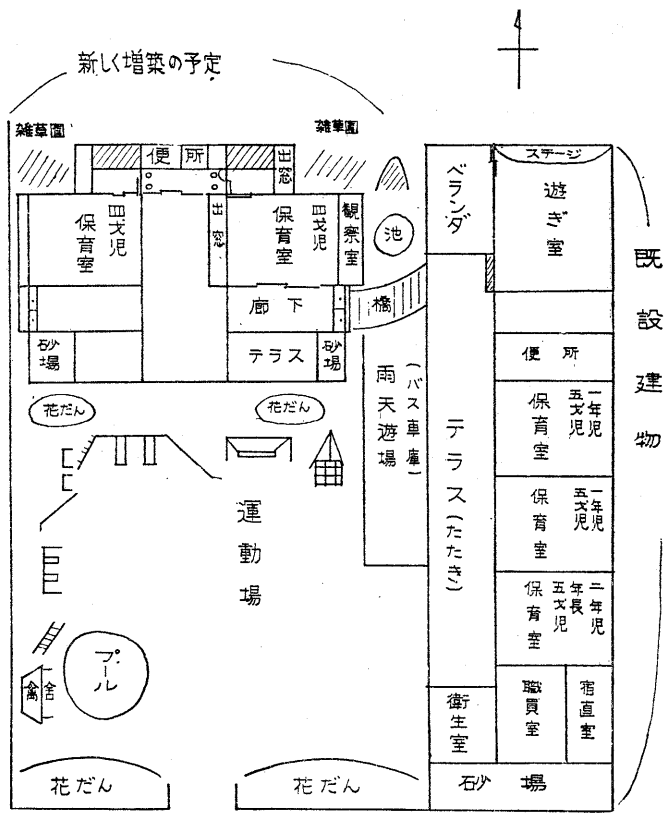 新しく増築の予定
雑草園
雑草園
便所
出窓
ステージ
ベランダ
遊ぎ室
四才児
保育室
出窓
四才児
保育室
観察室
池
既設建物
廊下
橋
砂場
テラス
砂場
便所
花だん
花だん
雨天遊場
(バス車庫)
テラス(たたき)
一年児
五才児
保育室
一年児
五才児
保育室
運動場
二年児
年長
五才児
保育室
プール
禽舎
衛生室
職員室
宿直室
花だん
花だん
砂場